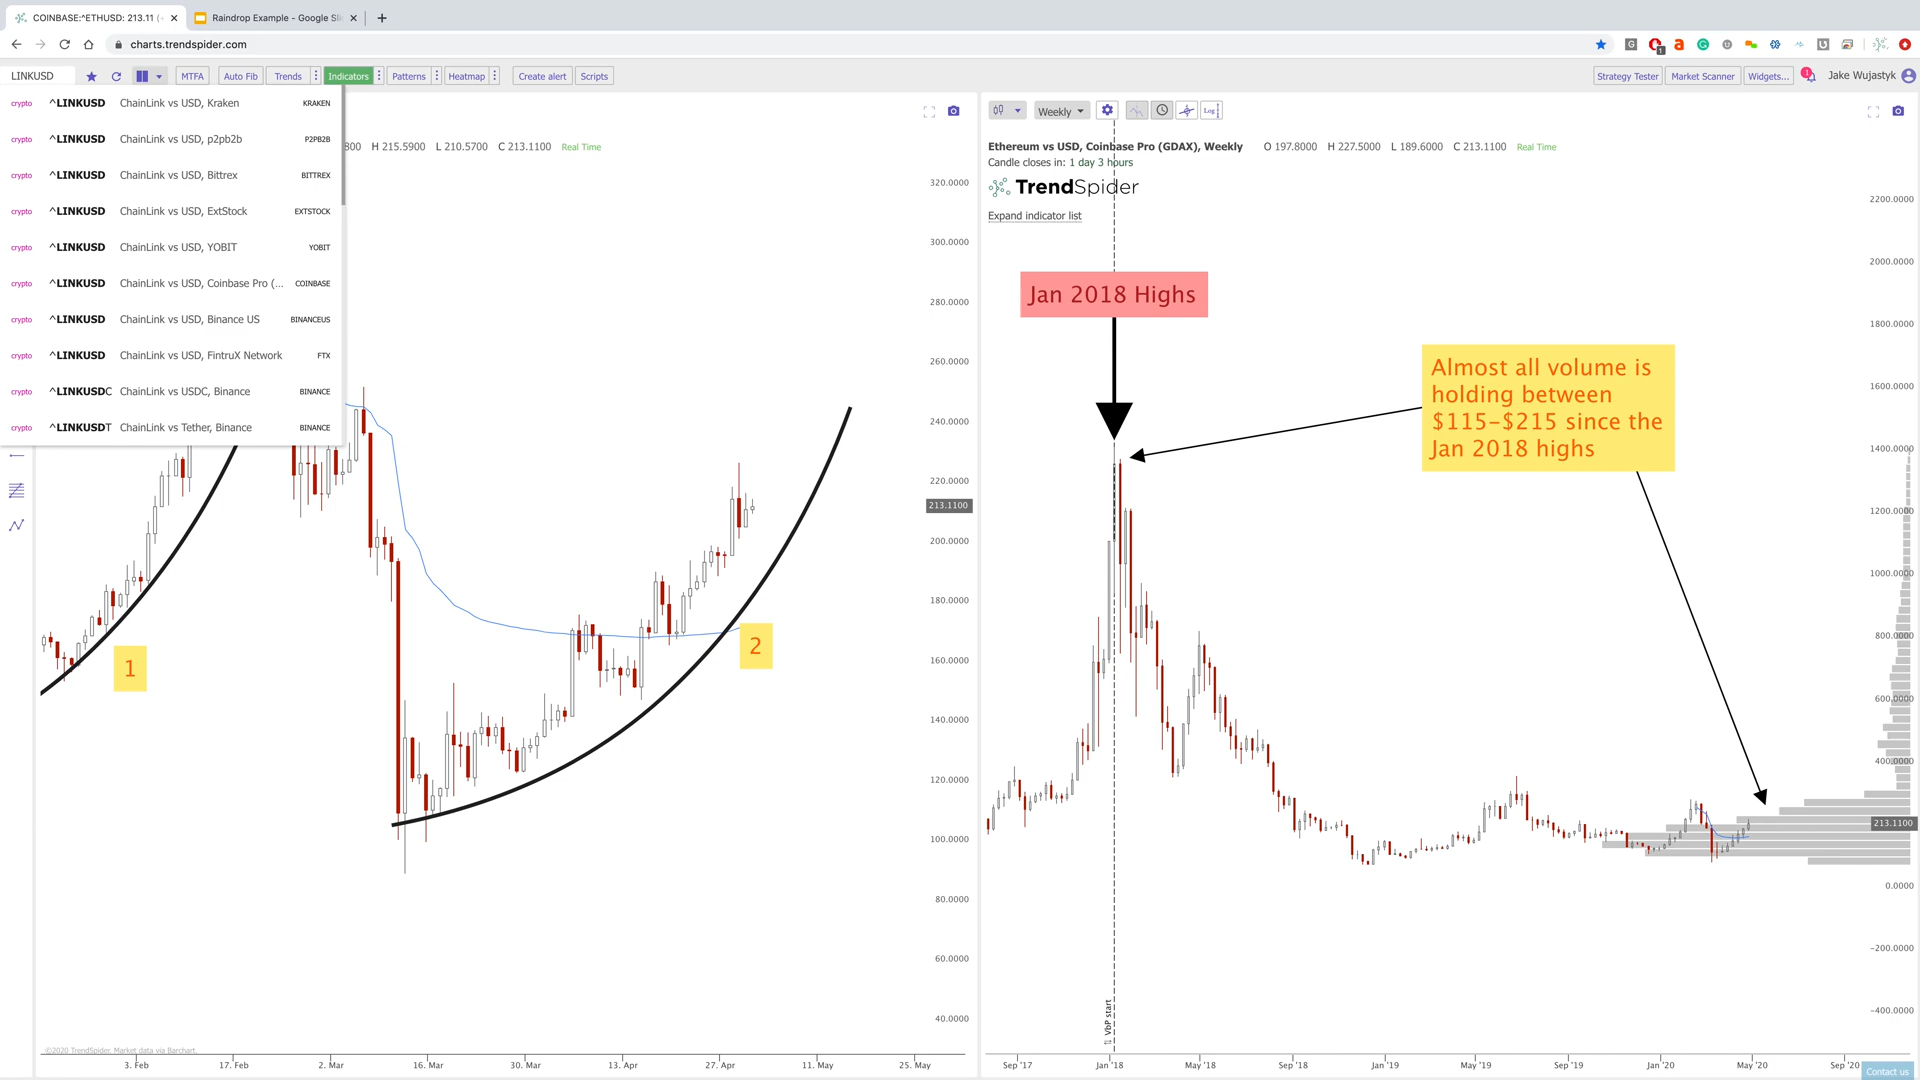 COINBASE:^ETHUSD: 213.11 (
Raindrop Example - Google Sli
charts.trendspider.com
LINKUSD
MTFA
Auto Fib
Trends
Indicators
Patterns
Heatmap
Create alert
Scripts
Strategy Tester
Market Scanner
Widgets...
1
Jake Wujastyk
crypto ^LINKUSD ChainLink vs USD, Kraken KRAKEN
crypto ^LINKUSD ChainLink vs USD, p2pb2b P2PB2B
crypto ^LINKUSD ChainLink vs USD, Bittrex BITTREX
crypto ^LINKUSD ChainLink vs USD, ExtStock EXTSTOCK
crypto ^LINKUSD ChainLink vs USD, YOBIT YOBIT
crypto ^LINKUSD ChainLink vs USD, Coinbase Pro (... COINBASE
crypto ^LINKUSD ChainLink vs USD, Binance US BINANCEUS
crypto ^LINKUSD ChainLink vs USD, FintruX Network FTX
crypto ^LINKUSDC ChainLink vs USDC, Binance BINANCE
crypto ^LINKUSDT ChainLink vs Tether, Binance BINANCE
800 H 215.5900 L 210.5700 C 213.1100 Real Time
320.0000
300.0000
280.0000
260.0000
240.0000
220.0000
213.1100
200.0000
180.0000
160.0000
140.0000
120.0000
100.0000
80.0000
60.0000
40.0000
1
2
©2020 TrendSpider. Market data via Barchart.
3. Feb 17. Feb 2. Mar 16. Mar 30. Mar 13. Apr 27. Apr 11. May 25. May
Weekly
Log
Ethereum vs USD, Coinbase Pro (GDAX), Weekly O 197.8000 H 227.5000 L 189.6000 C 213.1100 Real Time
Candle closes in: 1 day 3 hours
TrendSpider
Expand indicator list
Jan 2018 Highs
Almost all volume is
holding between
$115-$215 since the
Jan 2018 highs
2200.0000
2000.0000
1800.0000
1600.0000
1400.0000
1200.0000
1000.0000
800.0000
600.0000
400.0000
213.1100
0.0000
-200.0000
-400.0000
VbP start
Sep '17 Jan '18 May '18 Sep '18 Jan '19 May '19 Sep '19 Jan '20 May '20 Sep '20
Contact us